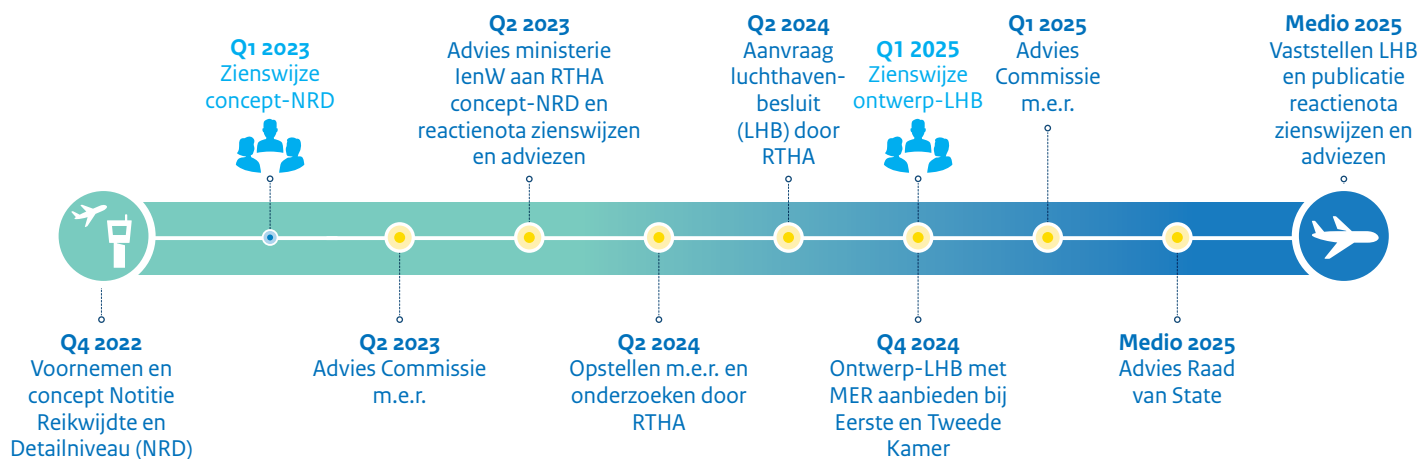 Q1 2023
Zienswijze
concept-NRD
Q2 2023
Advies ministerie
IenW aan RTHA
concept-NRD en
reactienota zienswijzen
en adviezen
Q2 2024
Aanvraag
luchthaven-
besluit
(LHB) door
RTHA
Q1 2025
Zienswijze
ontwerp-LHB
Q1 2025
Advies
Commissie
m.e.r.
Medio 2025
Vaststellen LHB
en publicatie
reactienota
zienswijzen en
adviezen
Q4 2022
Voornemen en
concept Notitie
Reikwijdte en
Detailniveau (NRD)
Q2 2023
Advies Commissie
m.e.r.
Q2 2024
Opstellen m.e.r. en
onderzoeken door
RTHA
Q4 2024
Ontwerp-LHB met
MER aanbieden bij
Eerste en Tweede
Kamer
Medio 2025
Advies Raad
van State